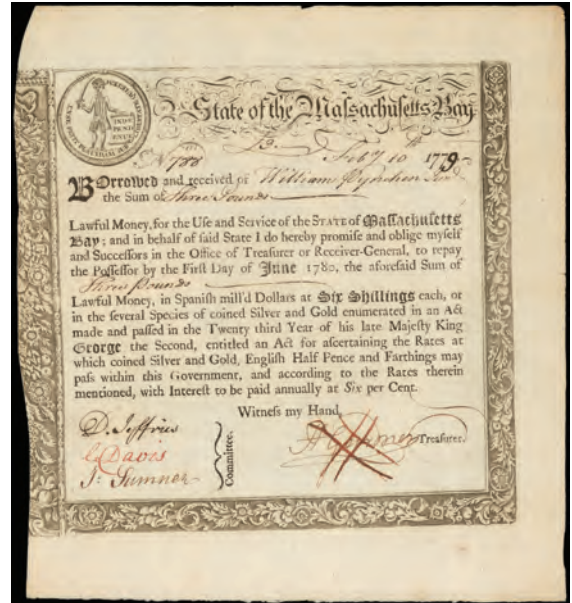 State of the Massachusetts Bay
INDE
PEND
ENCE
No 788 £3 Feby 10th 1779
Borrowed and received of William Pynchon Junr
the Sum of Three Pounds
Lawful Money, for the Use and Service of the STATE of Massachusetts
Bay; and in behalf of said State I do hereby promise and oblige myself
and Successors in the Office of Treasurer or Receiver-General, to repay
the Possessor by the First Day of June 1780, the aforesaid Sum of
Three Pounds
Lawful Money, in Spanish mill'd Dollars at Six Shillings each, or
in the several Species of coined Silver and Gold enumerated in an Act
made and passed in the Twenty third Year of his late Majesty King
George the Second, entitled an Act for ascertaining the Rates at
which coined Silver and Gold, English Half Pence and Farthings may
pass within this Government, and according to the Rates therein
mentioned, with Interest to be paid annually at Six per Cent.
Witness my Hand,
D. Jeffries
C Davis
I: Sumner
Committee.
H Gardner Treasurer.